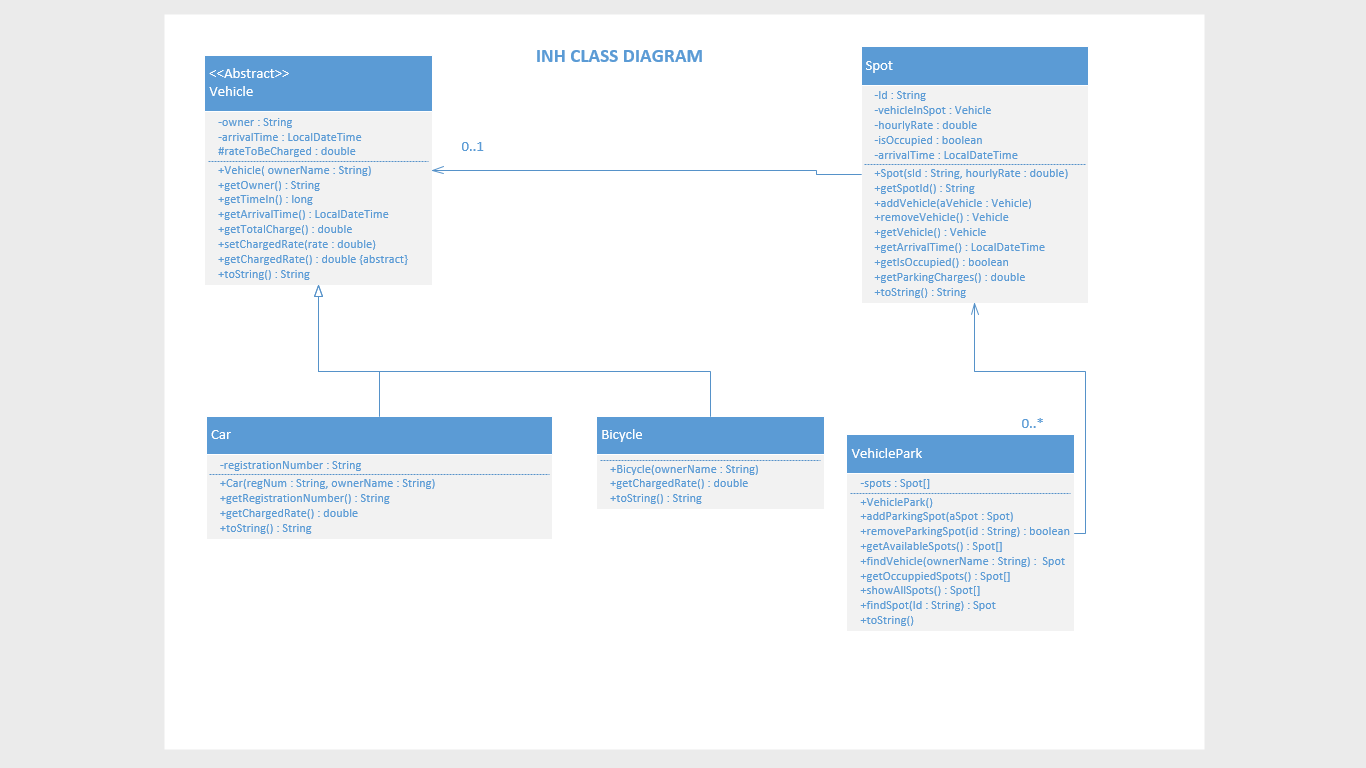 INH CLASS DIAGRAM
<<Abstract>>
Vehicle
-owner : String
-arrivalTime : LocalDateTime
#rateToBeCharged : double
+Vehicle( ownerName : String)
+getOwner() : String
+getTimeIn() : long
+getArrivalTime() : LocalDateTime
+getTotalCharge() : double
+setChargedRate(rate : double)
+getChargedRate() : double {abstract}
+toString() : String
0..1
Spot
-Id : String
-vehicleInSpot : Vehicle
-hourlyRate : double
-isOccupied : boolean
-arrivalTime : LocalDateTime
+Spot(sId : String, hourlyRate : double)
+getSpotId() : String
+addVehicle(aVehicle : Vehicle)
+removeVehicle() : Vehicle
+getVehicle() : Vehicle
+getArrivalTime() : LocalDateTime
+getIsOccupied() : boolean
+getParkingCharges() : double
+toString() : String
Car
-registrationNumber : String
+Car(regNum : String, ownerName : String)
+getRegistrationNumber() : String
+getChargedRate() : double
+toString() : String
Bicycle
+Bicycle(ownerName : String)
+getChargedRate() : double
+toString() : String
0..*
VehiclePark
-spots : Spot[]
+VehiclePark()
+addParkingSpot(aSpot : Spot)
+removeParkingSpot(id : String) : boolean
+getAvailableSpots() : Spot[]
+findVehicle(ownerName : String) :  Spot
+getOccuppiedSpots() : Spot[]
+showAllSpots() : Spot[]
+findSpot(Id : String) : Spot
+toString()